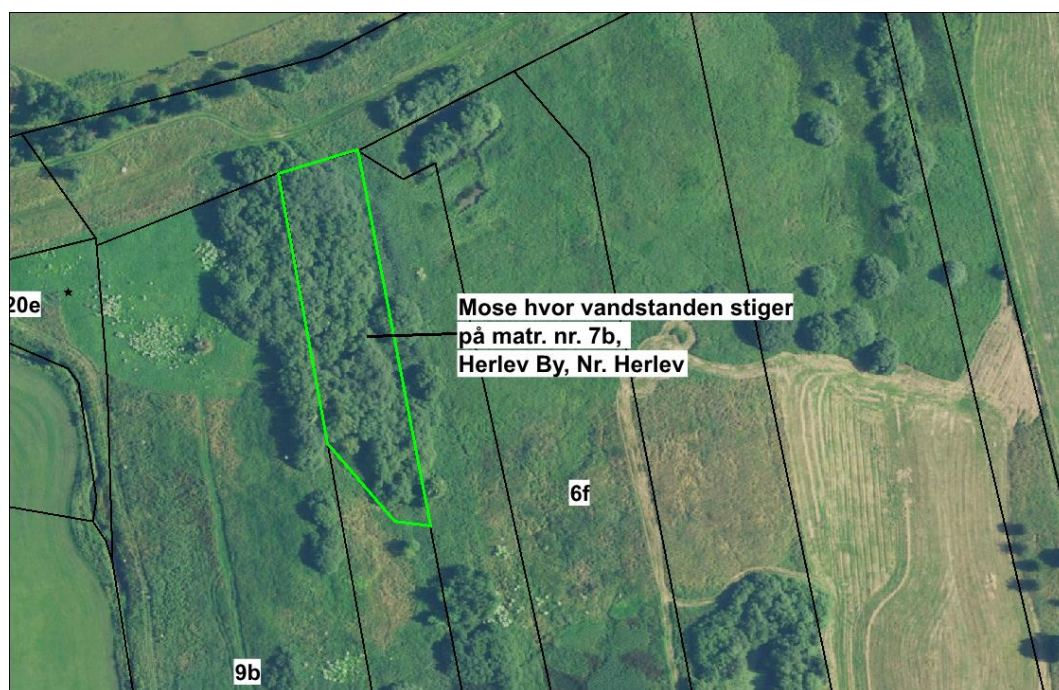 20e
Mose hvor vandstanden stiger
på matr. nr. 7b,
Herlev By, Nr. Herlev
6f
9b